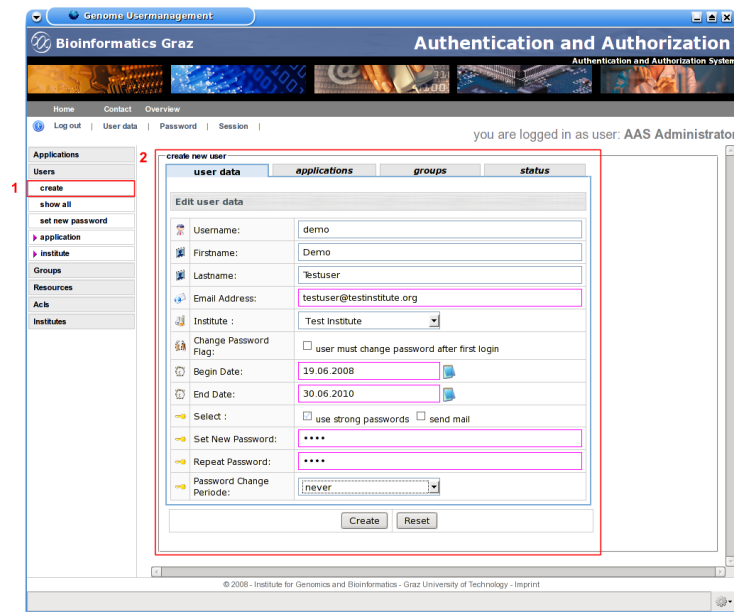 Genome Usermanagement
Bioinformatics Graz
Authentication and Authorization
Authentication and Authorization System
Home Contact Overview
Log out | User data | Password | Session |
you are logged in as user: AAS Administrator
Applications
Users
1
create
show all
set new password
application
institute
Groups
Resources
Acls
Institutes
2
create new user
user data applications groups status
Edit user data
Username: demo
Firstname: Demo
Lastname: Testuser
Email Address: testuser@testinstitute.org
Institute : Test Institute
Change Password
Flag:
user must change password after first login
Begin Date: 19.06.2008
End Date: 30.06.2010
Select : use strong passwords send mail
Set New Password: ••••
Repeat Password: ••••
Password Change
Periode:
never
Create Reset
© 2008 - Institute for Genomics and Bioinformatics - Graz University of Technology - Imprint